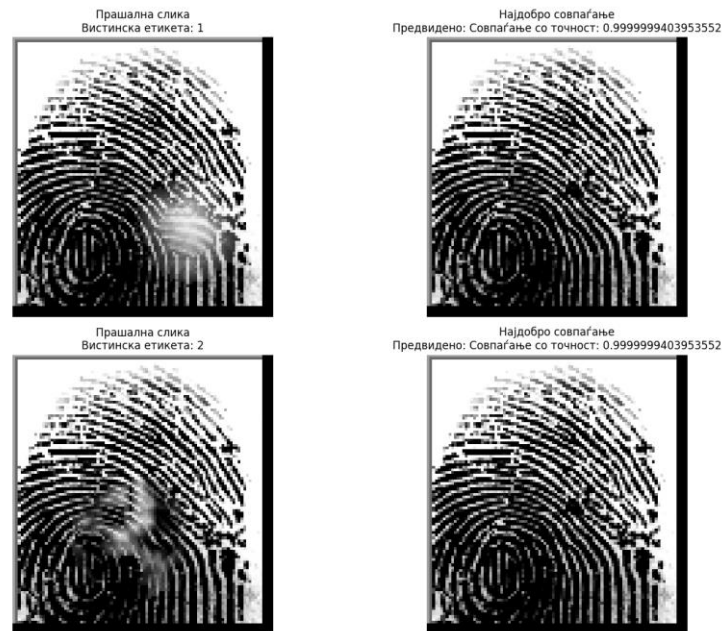 Прашална слика
Вистинска етикета: 1
Најдобро совпаѓање
Предвидено: Совпаѓање со точност: 0.9999999403953552
Прашална слика
Вистинска етикета: 2
Најдобро совпаѓање
Предвидено: Совпаѓање со точност: 0.9999999403953552